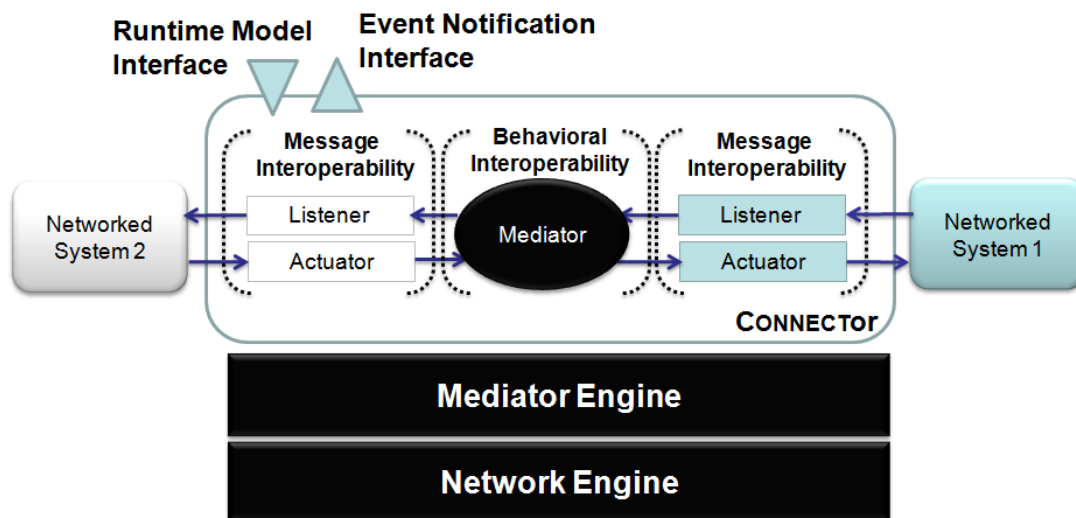 Runtime Model
Interface
Event Notification
Interface
Message
Interoperability
Behavioral
Interoperability
Message
Interoperability
Networked
System 2
Listener
Actuator
Mediator
Listener
Actuator
Networked
System 1
CONNECTor
Mediator Engine
Network Engine